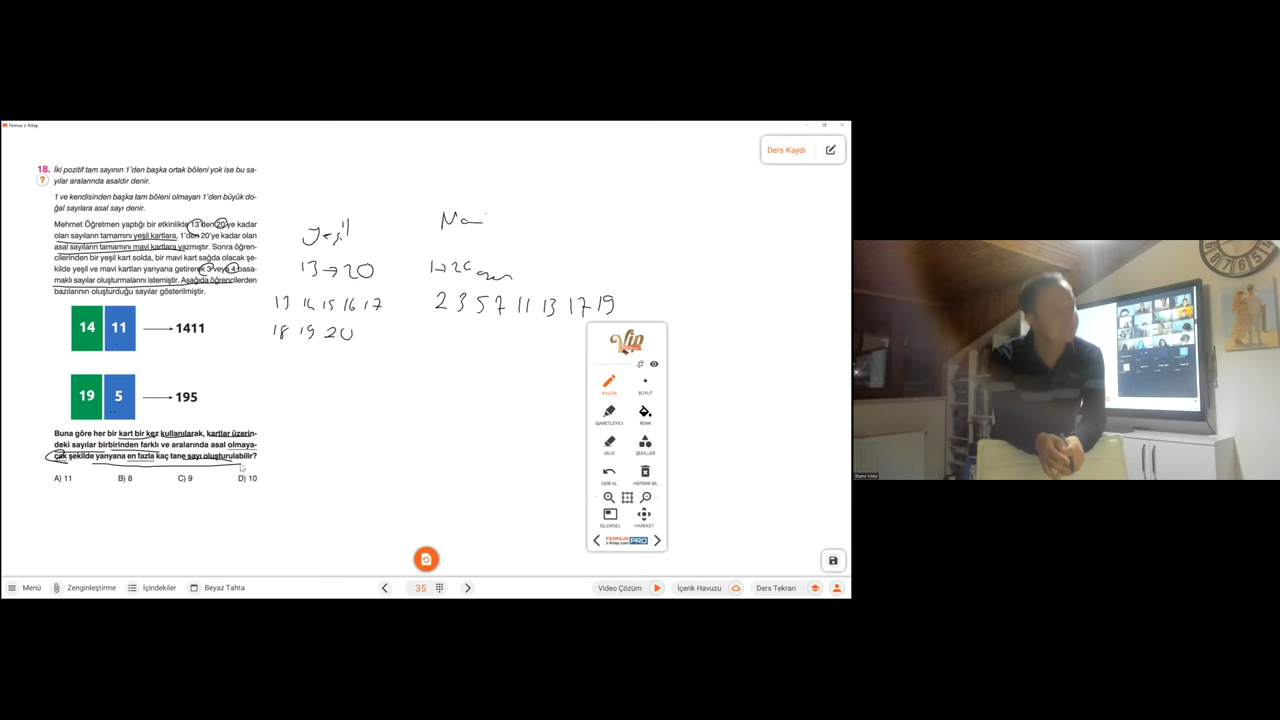 Fernus z-Kitap
Ders Kaydı
18. İki pozitif tam sayının 1'den başka ortak böleni yok ise bu sa-
? yılar aralarında asaldır denir.
1 ve kendisinden başka tam böleni olmayan 1'den büyük do-
ğal sayılara asal sayı denir.
Mehmet Öğretmen yaptığı bir etkinlikte 13'den 20'ye kadar
olan sayıların tamamını yeşil kartlara, 1'den 20'ye kadar olan
asal sayıların tamamını mavi kartlara yazmıştır. Sonra öğren-
cilerinden bir yeşil kart solda, bir mavi kart sağda olacak şe-
kilde yeşil ve mavi kartları yanyana getirerek 3 veya 4 basa-
maklı sayılar oluşturmalarını istemiştir. Aşağıda öğrencilerden
bazılarının oluşturduğu sayılar gösterilmiştir.
14 11 1411
19 5 195
Buna göre her bir kart bir kez kullanılarak, kartlar üzerin-
deki sayılar birbirinden farklı ve aralarında asal olmaya-
cak şekilde yanyana en fazla kaç tane sayı oluşturulabilir?
A) 11 B) 8 C) 9 D) 10
13 → 20
13 14 15 16 17
18 19 20
2 3 5 7 11 13 17 19
Vip
KALEM BOYUT
İŞARETLEYİCİ RENK
SİLGİ ŞEKİLLER
GERİ AL HEPSİNİ SİL
İŞLEMSEL HAREKET
FERNUS PRO
z-kitap.com
Menü Zenginleştirme İçindekiler Beyaz Tahta 35 Video Çözüm İçerik Havuzu Ders Tekrarı